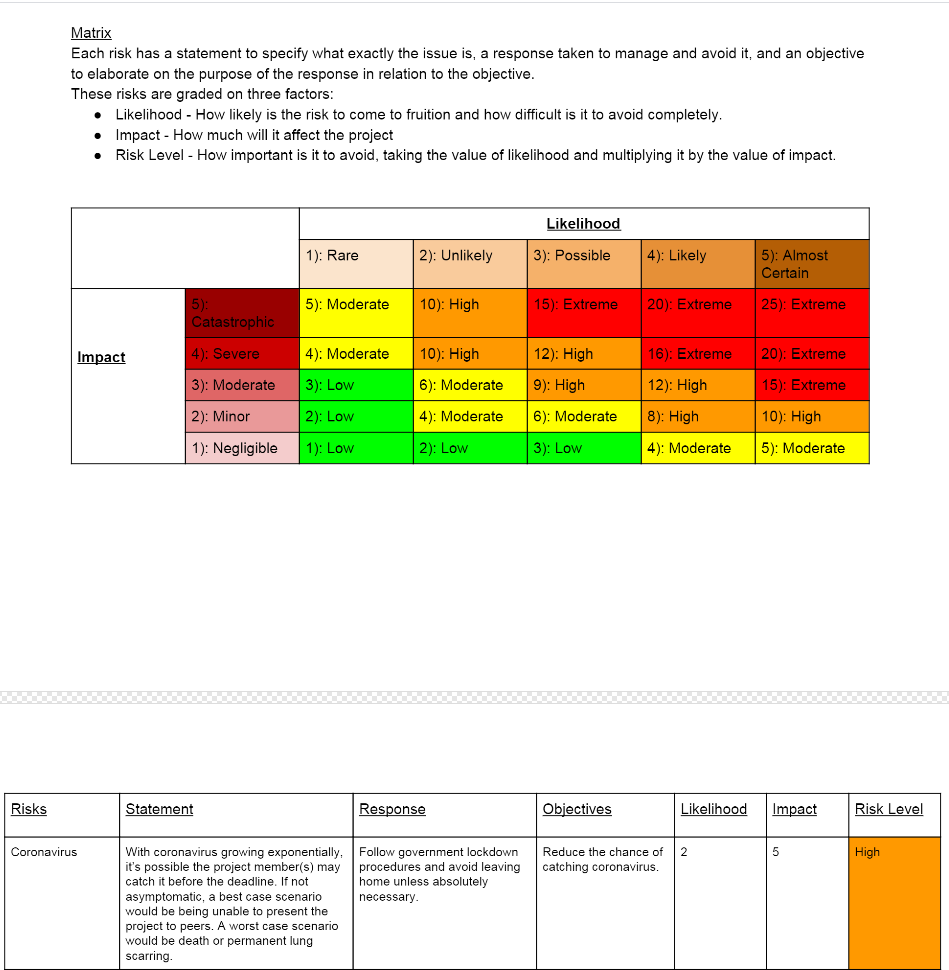 Matrix
Each risk has a statement to specify what exactly the issue is, a response taken to manage and avoid it, and an objective
to elaborate on the purpose of the response in relation to the objective.
These risks are graded on three factors:
● Likelihood - How likely is the risk to come to fruition and how difficult is it to avoid completely.
● Impact - How much will it affect the project
● Risk Level - How important is it to avoid, taking the value of likelihood and multiplying it by the value of impact.
Likelihood
1): Rare 2): Unlikely 3): Possible 4): Likely 5): Almost
Certain
Impact
5):
Catastrophic
5): Moderate 10): High 15): Extreme 20): Extreme 25): Extreme
4): Severe 4): Moderate 10): High 12): High 16): Extreme 20): Extreme
3): Moderate 3): Low 6): Moderate 9): High 12): High 15): Extreme
2): Minor 2): Low 4): Moderate 6): Moderate 8): High 10): High
1): Negligible 1): Low 2): Low 3): Low 4): Moderate 5): Moderate
Risks Statement Response Objectives Likelihood Impact Risk Level
Coronavirus
With coronavirus growing exponentially,
it's possible the project member(s) may
catch it before the deadline. If not
asymptomatic, a best case scenario
would be being unable to present the
project to peers. A worst case scenario
would be death or permanent lung
scarring.
Follow government lockdown
procedures and avoid leaving
home unless absolutely
necessary.
Reduce the chance of
catching coronavirus.
2
5
High